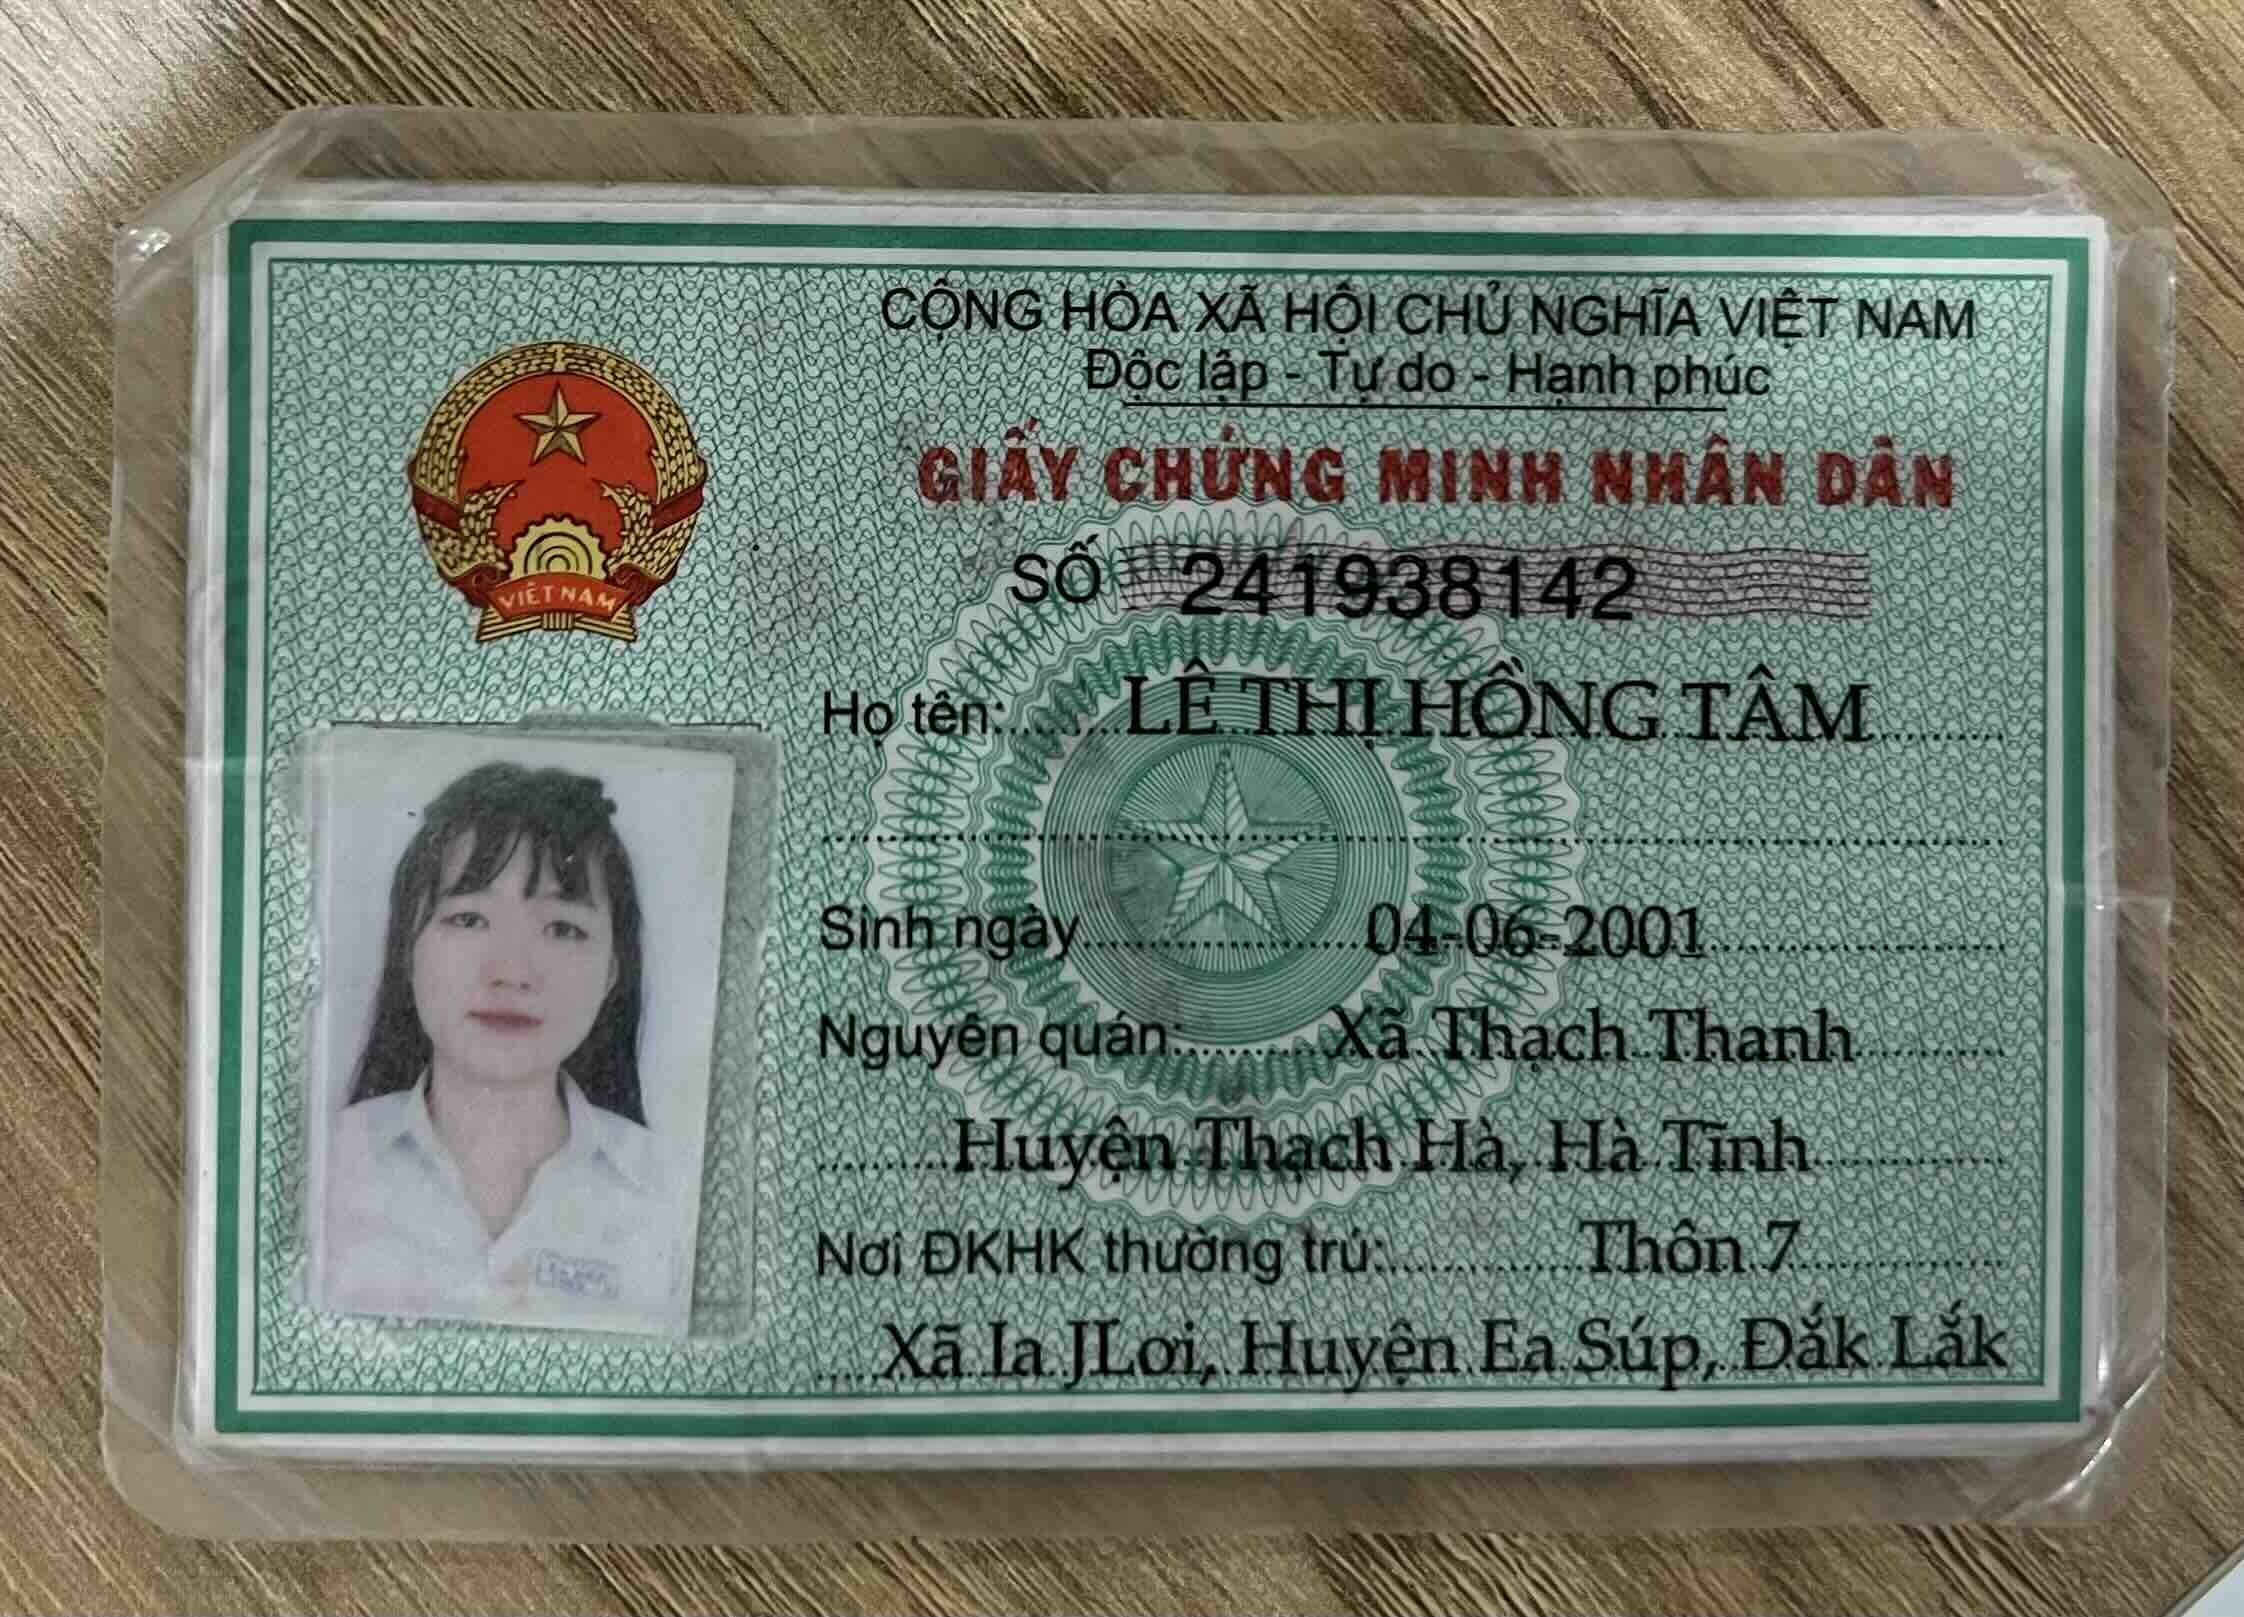 CỘNG HÒA XÃ HỘI CHỦ NGHĨA VIỆT NAM
Độc lập - Tự do - Hạnh phúc
GIẤY CHỨNG MINH NHÂN DÂN
SỐ 241938142
VIỆT NAM
Họ tên: LÊ THỊ HỒNG TÂM
Sinh ngày 04-06-2001
Nguyên quán: Xã Thạch Thanh
Huyện Thạch Hà, Hà Tĩnh
Nơi ĐKHK thường trú: Thôn 7
Xã Ia JLơi, Huyện Ea Súp, Đắk Lắk